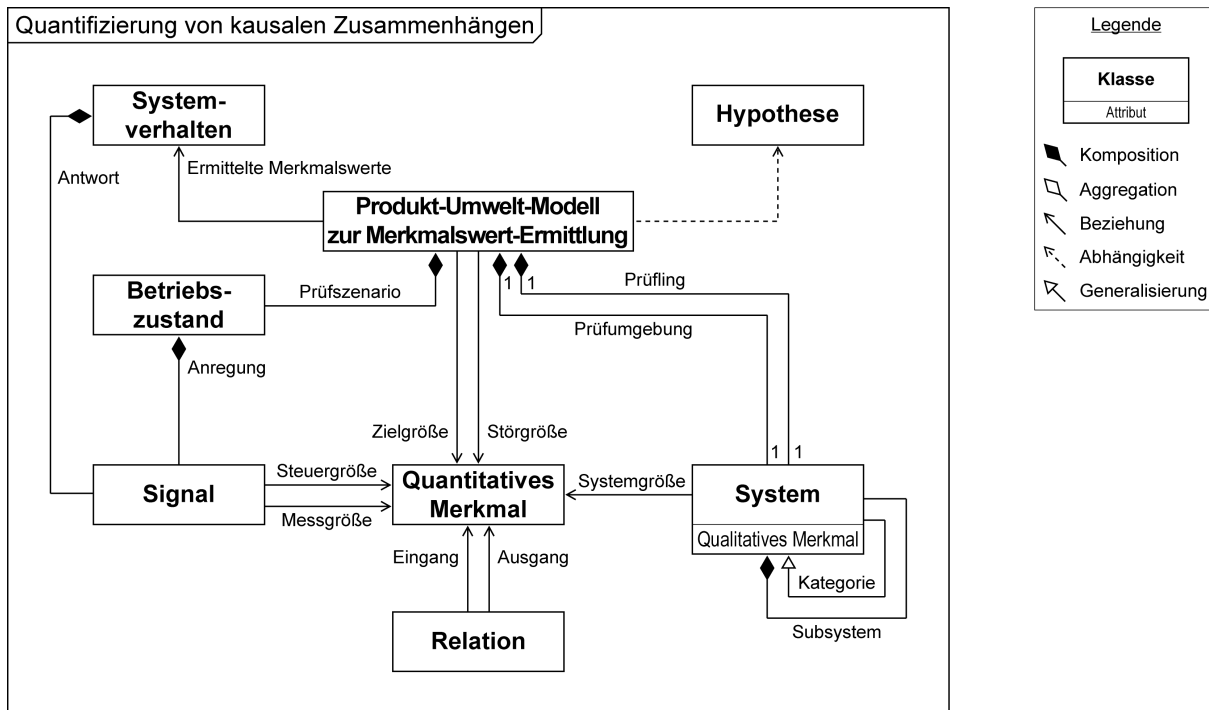 Quantifizierung von kausalen Zusammenhängen
System-
verhalten
Hypothese
Ermittelte Merkmalswerte
Antwort
Produkt-Umwelt-Modell
zur Merkmalswert-Ermittlung
Betriebs-
zustand
Prüfszenario
1
1
Prüfling
Prüfumgebung
Anregung
Zielgröße
Störgröße
1
1
Signal
Steuergröße
Messgröße
Quantitatives
Merkmal
Systemgröße
System
Qualitatives Merkmal
Eingang
Ausgang
Kategorie
Subsystem
Relation
Legende
Klasse
Attribut
Komposition
Aggregation
Beziehung
Abhängigkeit
Generalisierung